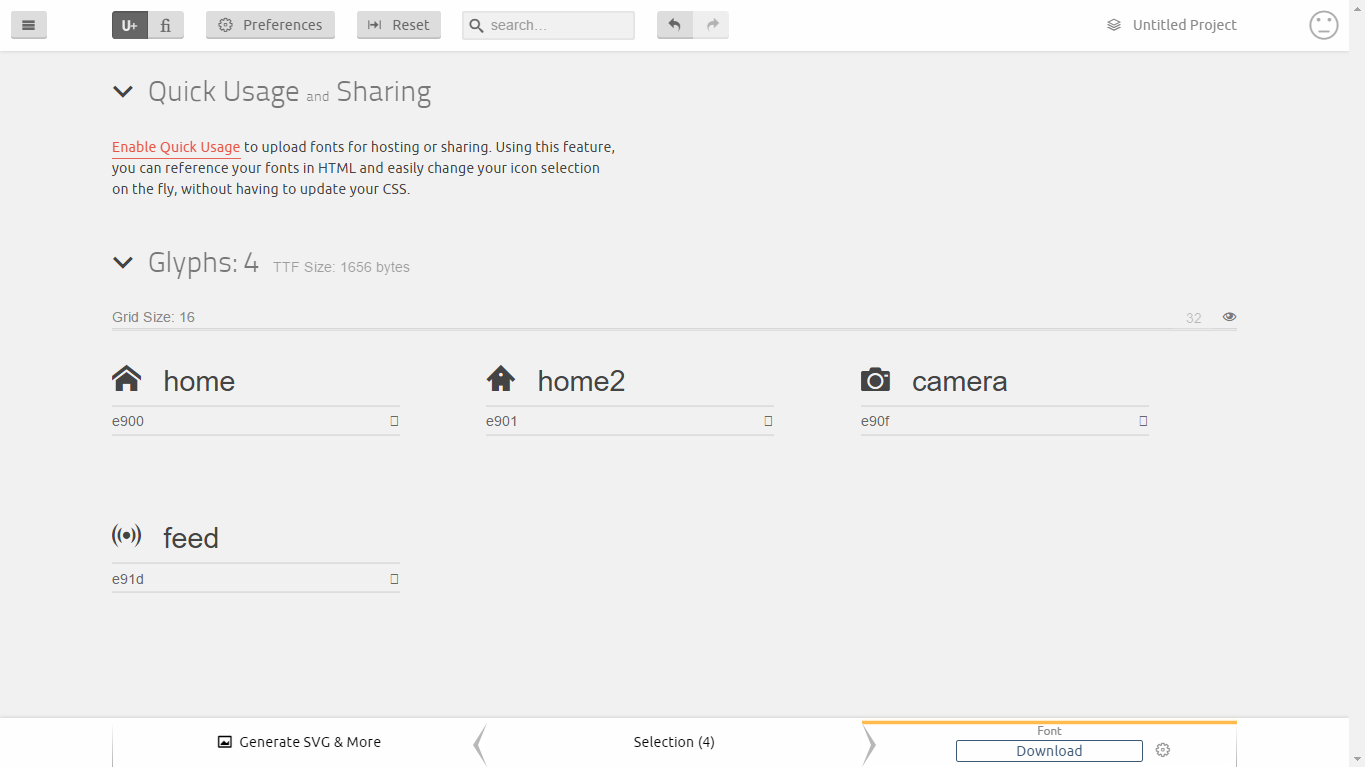 U+ fi Preferences Reset search... Untitled Project
Quick Usage and Sharing
Enable Quick Usage to upload fonts for hosting or sharing. Using this feature,
you can reference your fonts in HTML and easily change your icon selection
on the fly, without having to update your CSS.
Glyphs: 4 TTF Size: 1656 bytes
Grid Size: 16 32
home home2 camera
e900 e901 e90f
feed
e91d
Generate SVG & More Selection (4) Font
Download